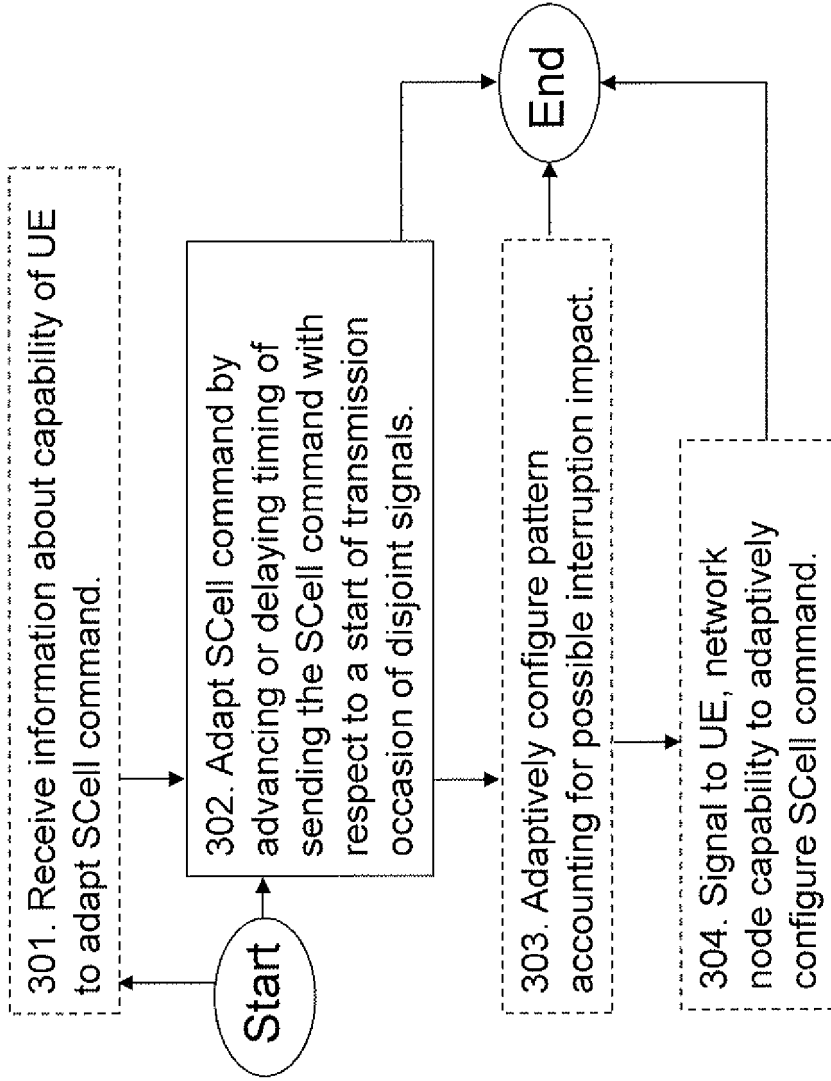 Start
301. Receive information about capability of UE
to adapt SCell command.
302. Adapt SCell command by
advancing or delaying timing of
sending the SCell command with
respect to a start of transmission
occasion of disjoint signals.
303. Adaptively configure pattern
accounting for possible interruption impact.
304. Signal to UE, network
node capability to adaptively
configure SCell command.
End